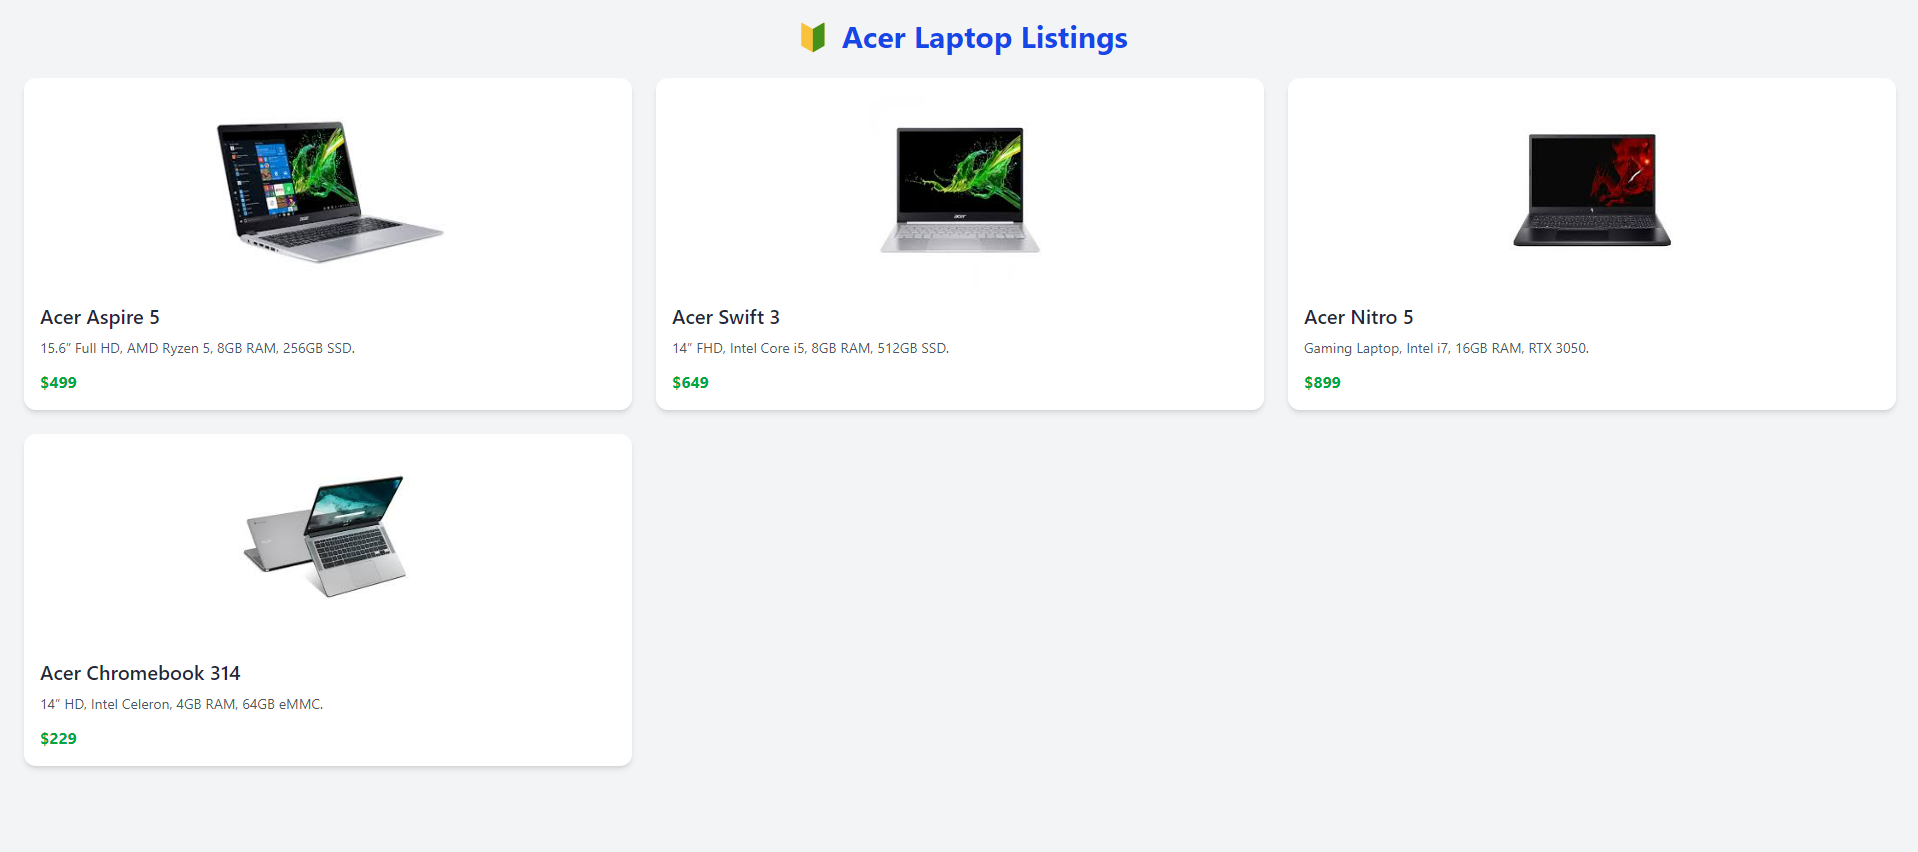 🔰 Acer Laptop Listings
acer
acer
Acer Aspire 5
15.6” Full HD, AMD Ryzen 5, 8GB RAM, 256GB SSD.
$499
Acer Swift 3
14” FHD, Intel Core i5, 8GB RAM, 512GB SSD.
$649
Acer Nitro 5
Gaming Laptop, Intel i7, 16GB RAM, RTX 3050.
$899
Acer Chromebook 314
14” HD, Intel Celeron, 4GB RAM, 64GB eMMC.
$229